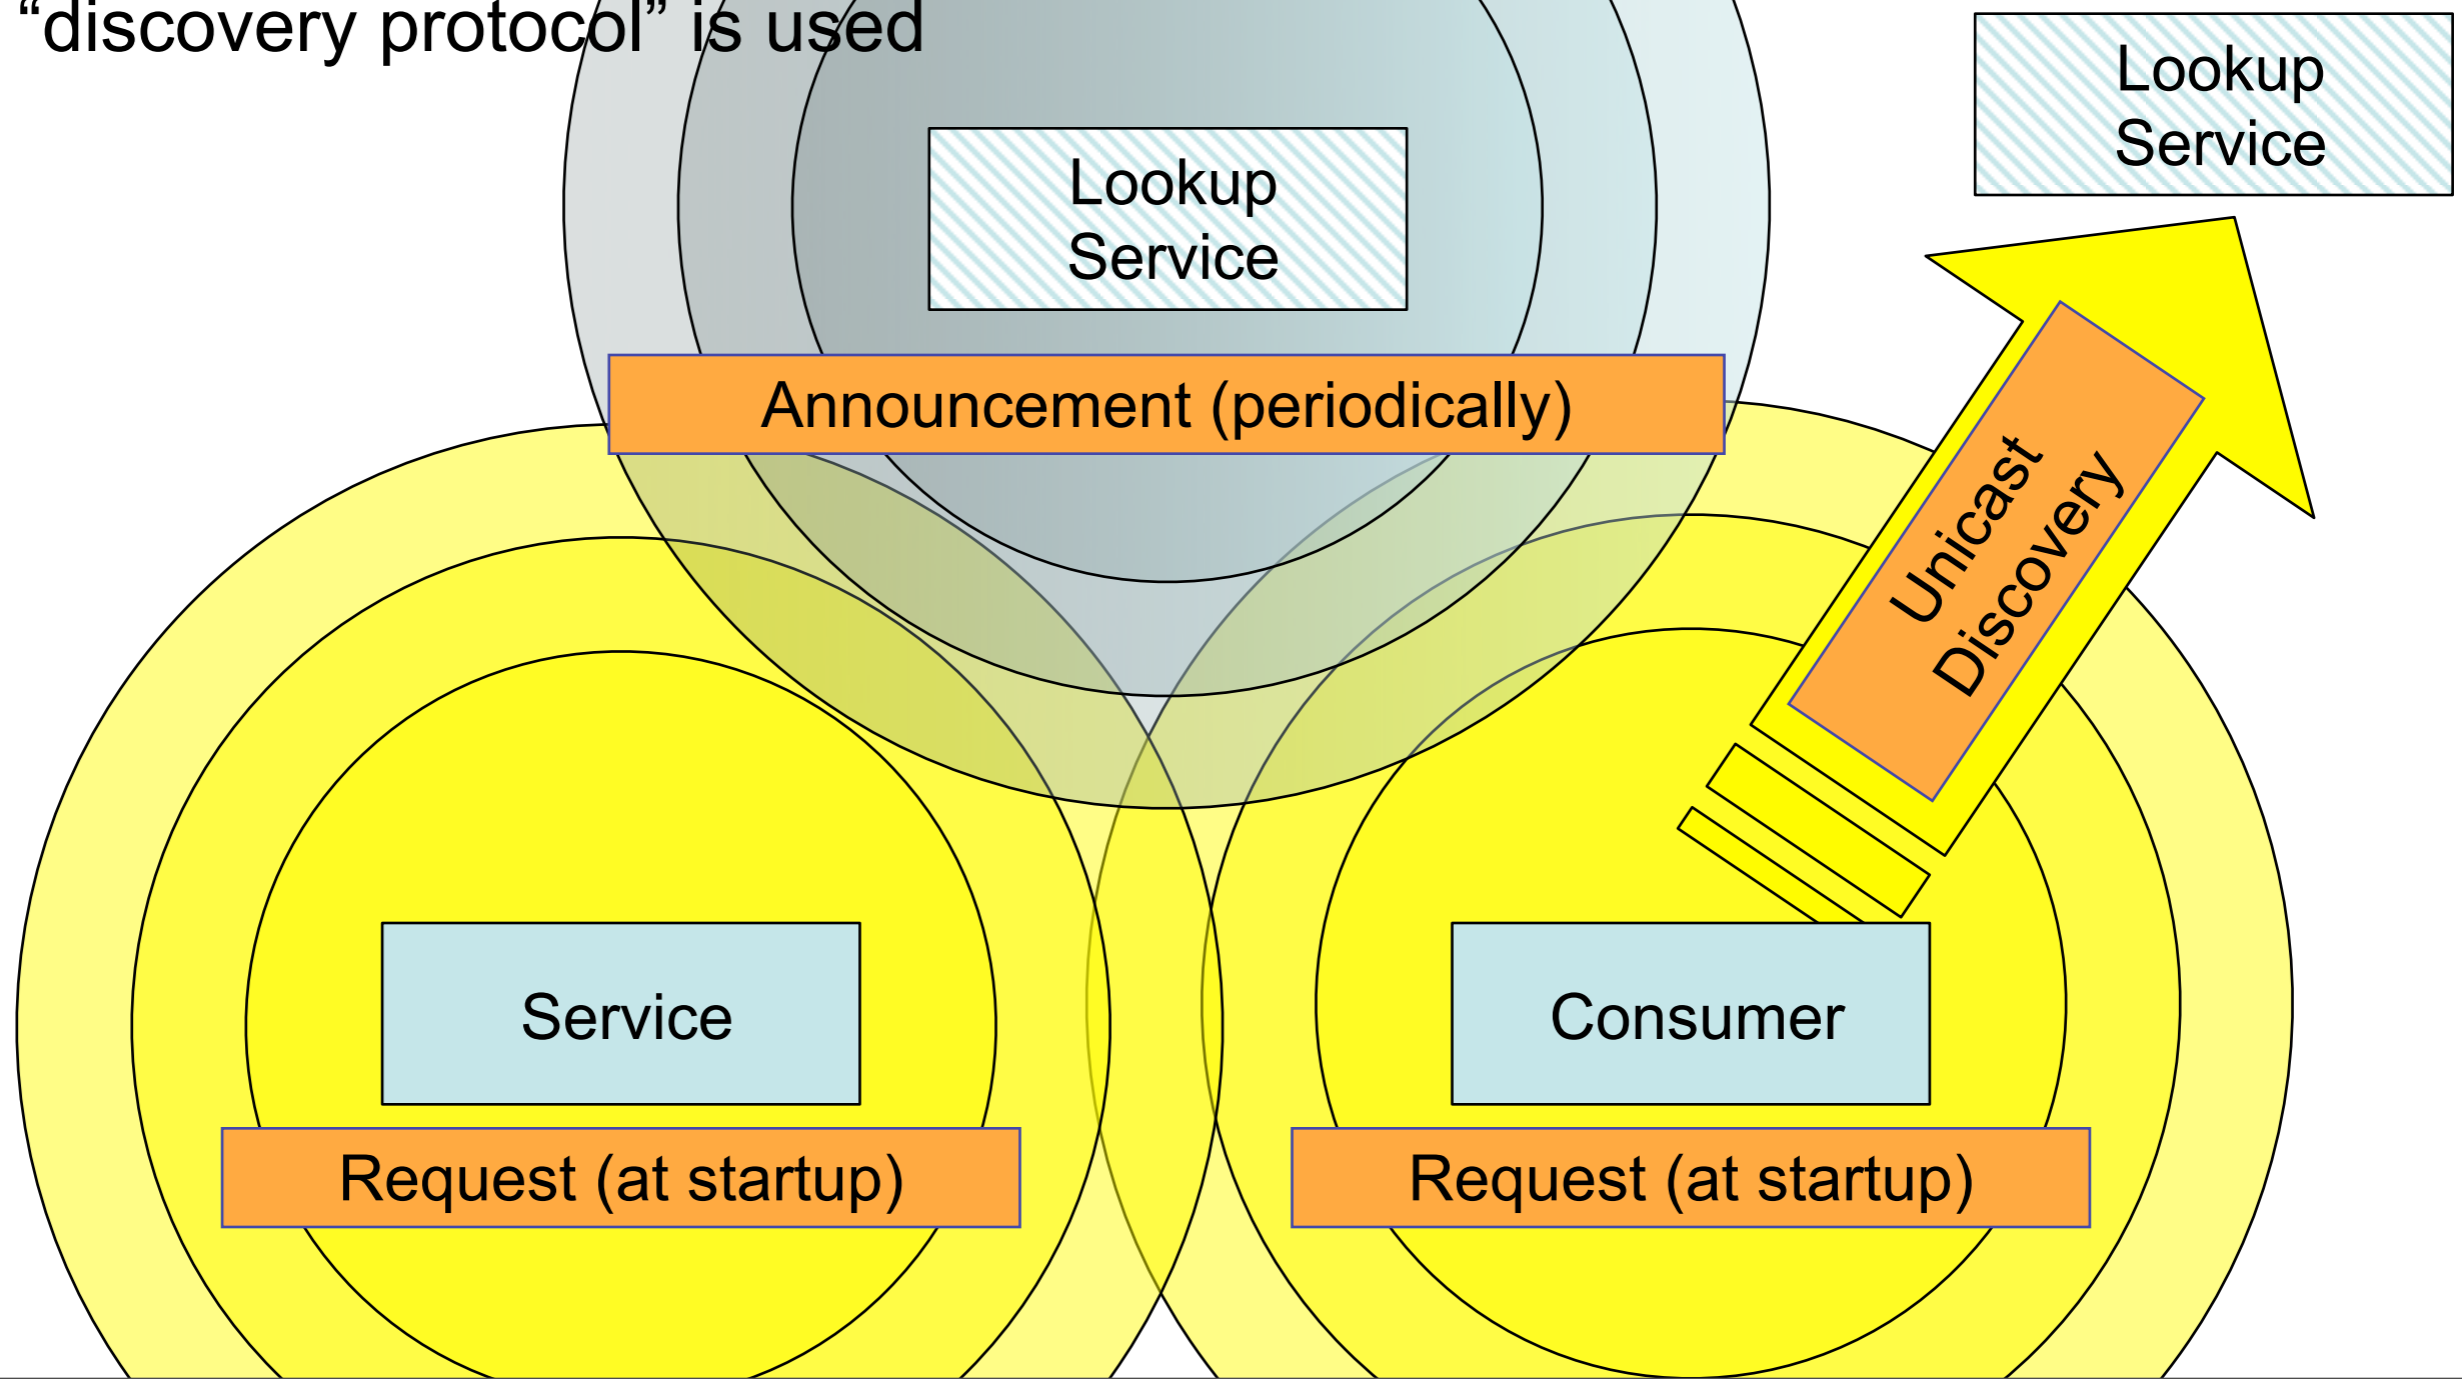 “discovery protocol” is used
Lookup
Service
Lookup
Service
Announcement (periodically)
Unicast
Discovery
Service
Consumer
Request (at startup)
Request (at startup)